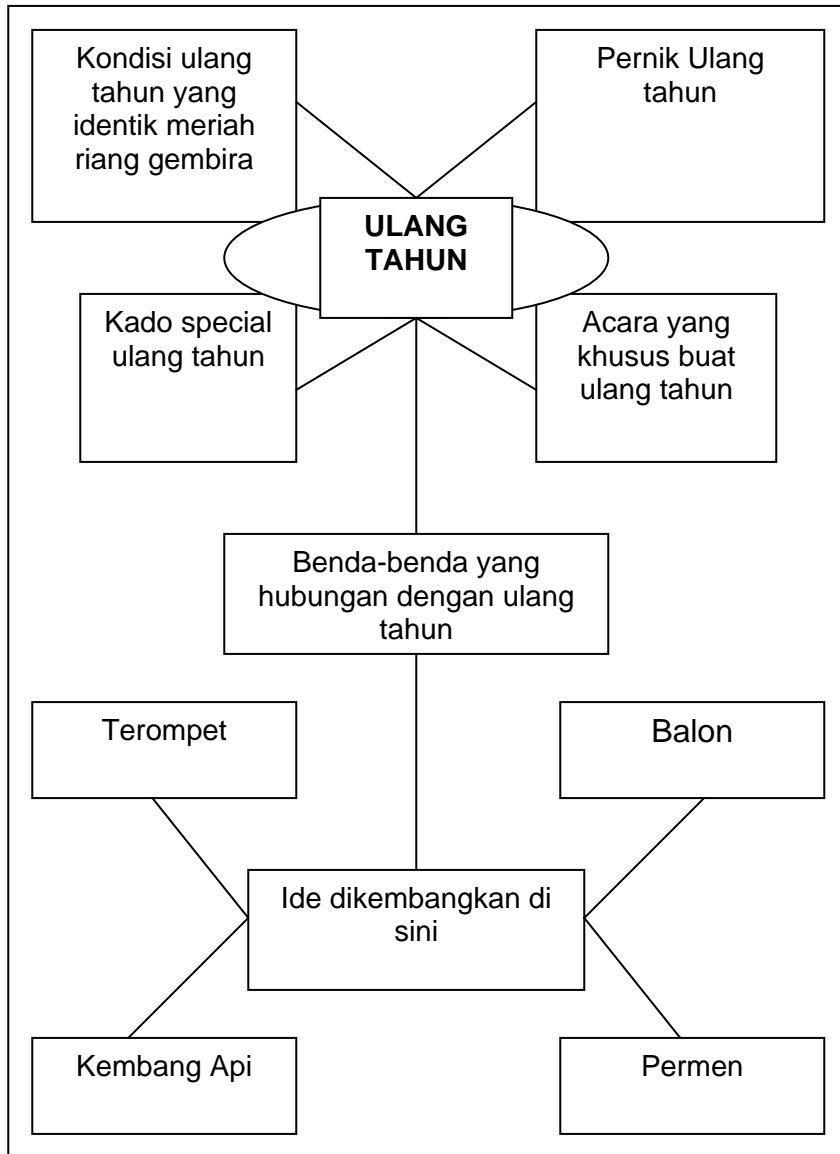 Kondisi ulang
tahun yang
identik meriah
riang gembira
Pernik Ulang
tahun
ULANG
TAHUN
Kado special
ulang tahun
Acara yang
khusus buat
ulang tahun
Benda-benda yang
hubungan dengan ulang
tahun
Terompet
Balon
Ide dikembangkan di
sini
Kembang Api
Permen